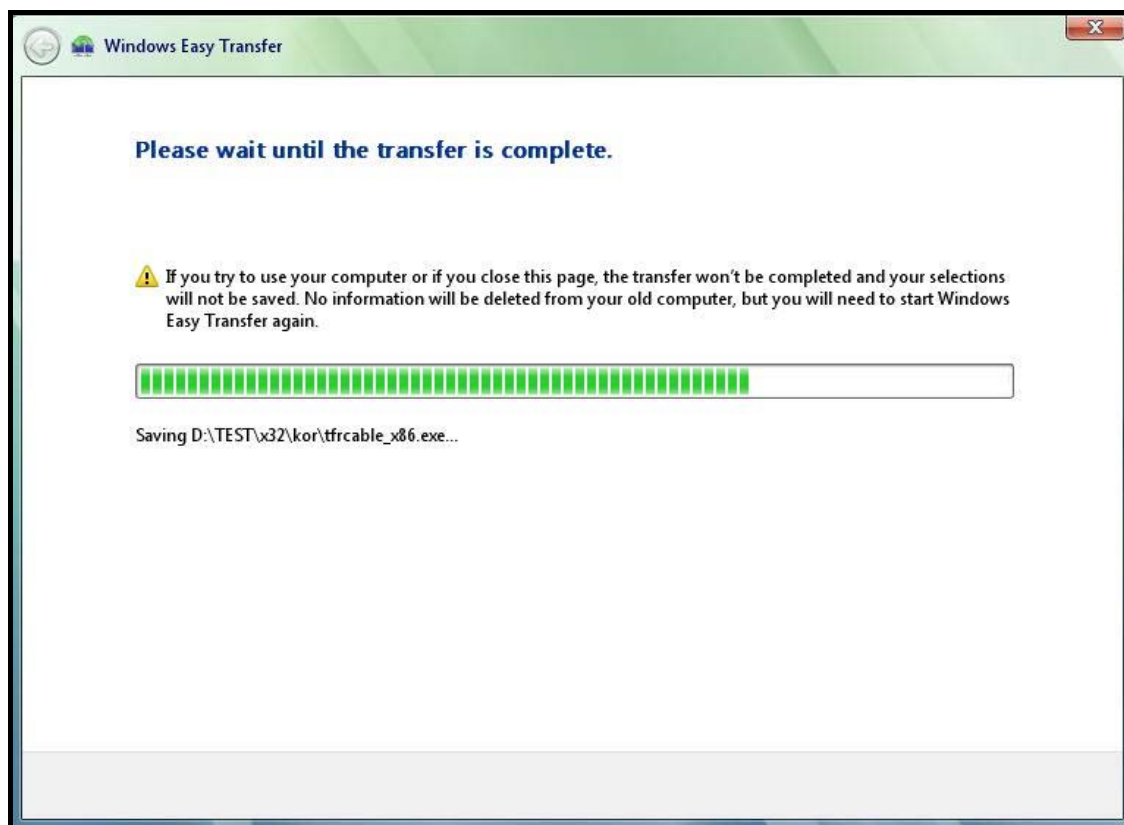 Windows Easy Transfer
Please wait until the transfer is complete.
If you try to use your computer or if you close this page, the transfer won't be completed and your selections
will not be saved. No information will be deleted from your old computer, but you will need to start Windows
Easy Transfer again.
Saving D:\TEST\x32\kor\tfrcable_x86.exe...